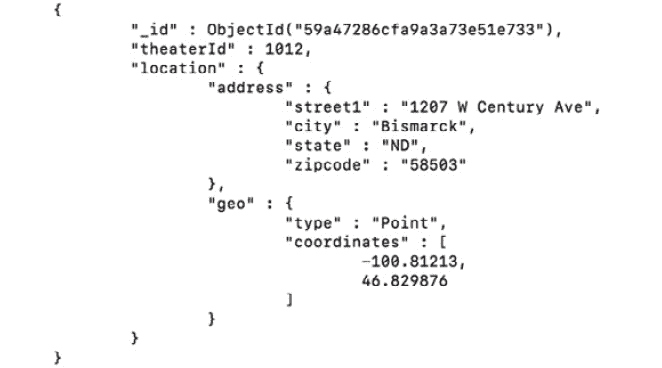 {
"_id" : ObjectId("59a47286cfa9a3a73e51e733"),
"theaterId" : 1012,
"location" : {
"address" : {
"street1" : "1207 W Century Ave",
"city" : "Bismarck",
"state" : "ND",
"zipcode" : "58503"
},
"geo" : {
"type" : "Point",
"coordinates" : [
-100.81213,
46.829876
]
}
}
}